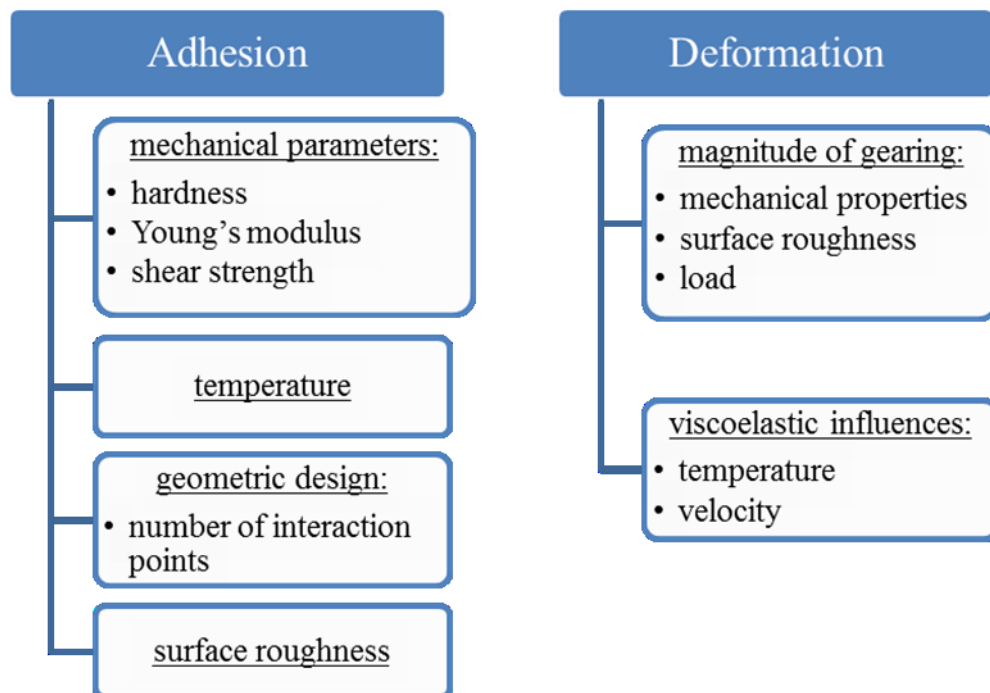 Adhesion
mechanical parameters:
• hardness
• Young's modulus
• shear strength
temperature
geometric design:
• number of interaction
points
surface roughness
Deformation
magnitude of gearing:
• mechanical properties
• surface roughness
• load
viscoelastic influences:
• temperature
• velocity